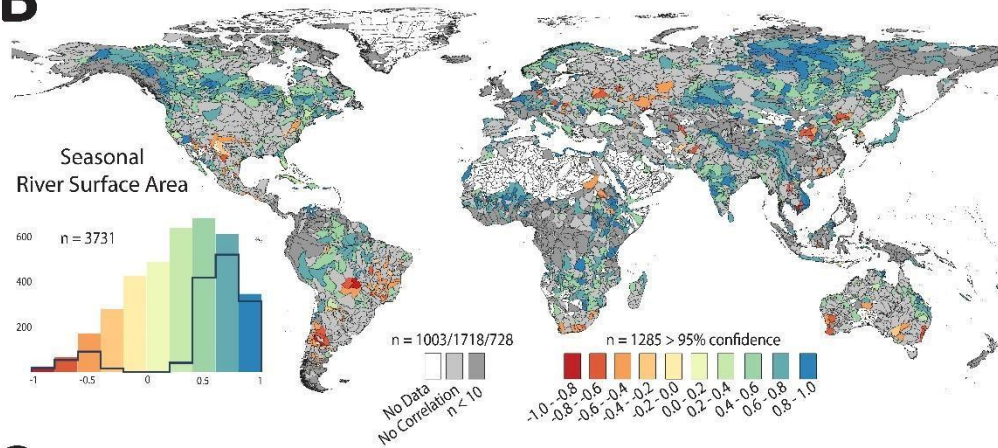 B
Seasonal
River Surface Area
n = 3731
600
400
200
-1
-0.5
0
0.5
1
n = 1003/1718/728
No Data
No Correlation
n < 10
n = 1285 > 95% confidence
-1.0 - -0.8
-0.8 - -0.6
-0.6 - -0.4
-0.4 - -0.2
-0.2 - 0.0
0.0 - 0.2
0.2 - 0.4
0.4 - 0.6
0.6 - 0.8
0.8 - 1.0